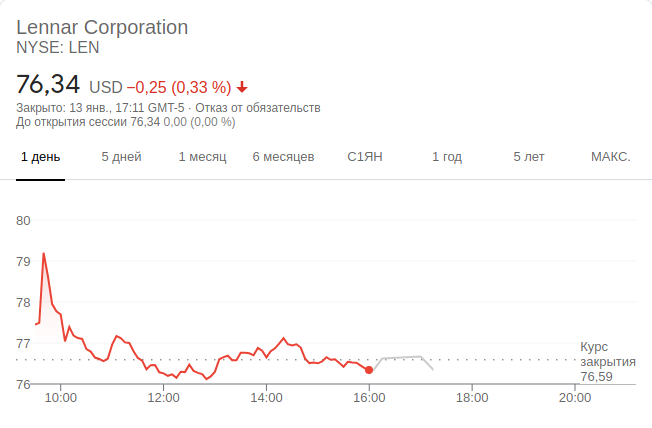 Lennar Corporation
NYSE: LEN
76,34 USD −0,25 (0,33 %)
Закрыто: 13 янв., 17:11 GMT-5 · Отказ от обязательств
До открытия сессии 76,34 0,00 (0,00 %)
1 день 5 дней 1 месяц 6 месяцев С1ЯН 1 год 5 лет МАКС.
80
79
78
77
76
Курс
закрытия
76,59
10:00 12:00 14:00 16:00 18:00 20:00